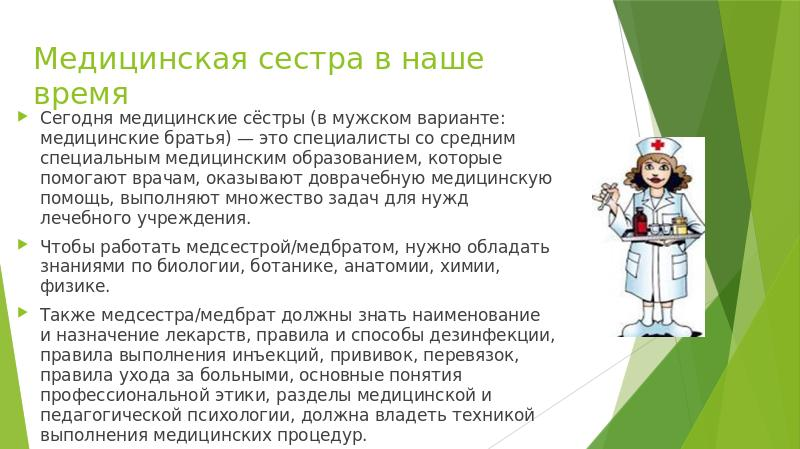 Медицинская сестра в наше
время
Сегодня медицинские сёстры (в мужском варианте:
медицинские братья) — это специалисты со средним
специальным медицинским образованием, которые
помогают врачам, оказывают доврачебную медицинскую
помощь, выполняют множество задач для нужд
лечебного учреждения.
Чтобы работать медсестрой/медбратом, нужно обладать
знаниями по биологии, ботанике, анатомии, химии,
физике.
Также медсестра/медбрат должны знать наименование
и назначение лекарств, правила и способы дезинфекции,
правила выполнения инъекций, прививок, перевязок,
правила ухода за больными, основные понятия
профессиональной этики, разделы медицинской и
педагогической психологии, должна владеть техникой
выполнения медицинских процедур.